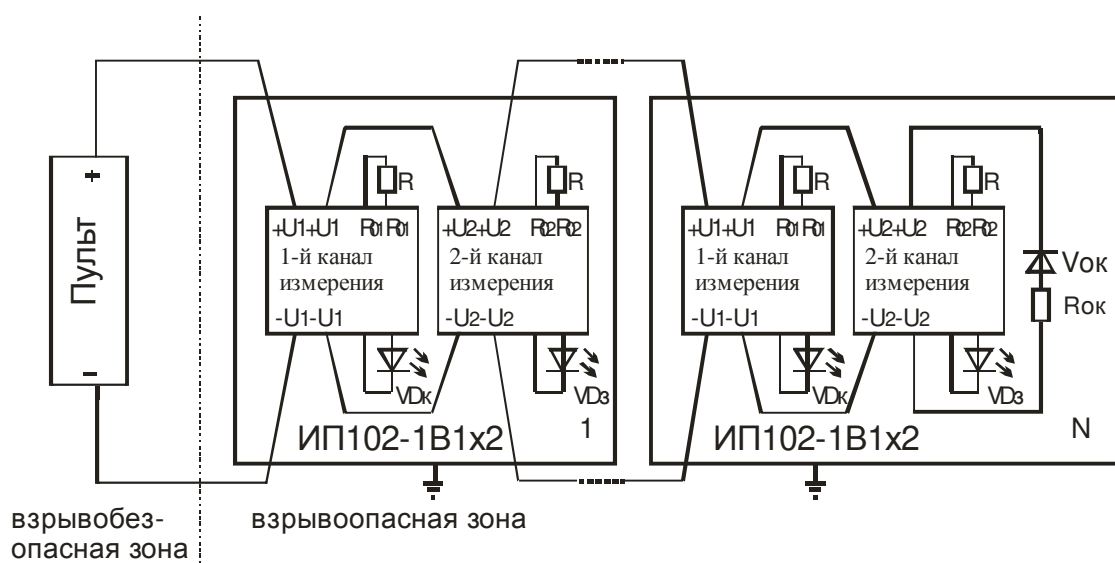 Пульт
+
–
R
R
+U1+U1 R01R01
+U2+U2 R02R02
1-й канал
измерения
2-й канал
измерения
-U1-U1
-U2-U2
VDк
VDз
ИП102-1В1х2
1
R
R
+U1+U1 R01R01
+U2+U2 R02R02
1-й канал
измерения
2-й канал
измерения
-U1-U1
-U2-U2
VDк
VDз
Vок
Rок
ИП102-1В1х2
N
взрывобез-
опасная зона
взрывоопасная зона